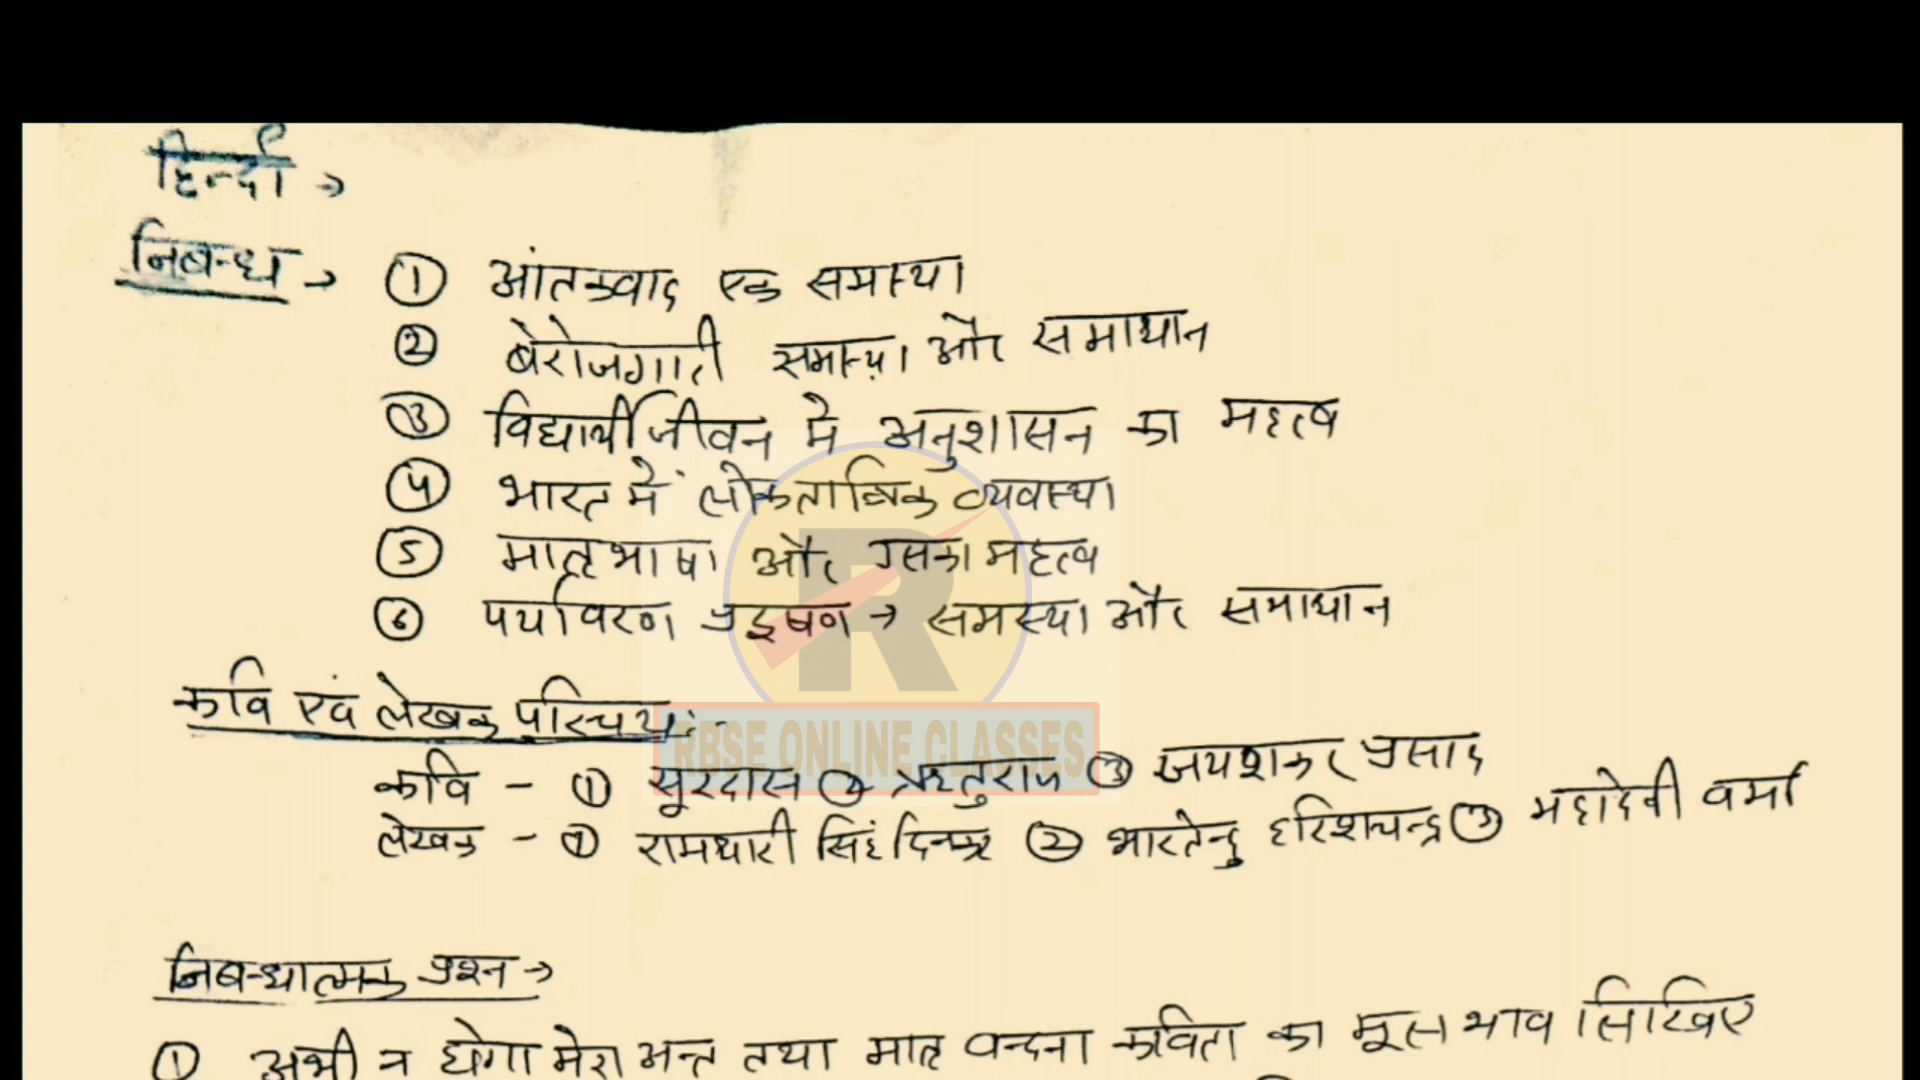 हिन्दी →
निबन्ध → ① आंतकवाद एक समस्या
② बेरोजगारी समस्या और समाधान
③ विद्यार्थी जीवन मे अनुशासन का महत्व
④ भारत में लोकतान्त्रिक व्यवस्था
⑤ मातृभाषा और उसका महत्व
⑥ पर्यावरण प्रदूषण → समस्या और समाधान
कवि एवं लेखक परिचय :-
RBSE ONLINE CLASSES
कवि - ① सूरदास ② ऋतुराज ③ जयशंकर प्रसाद
लेखक - ① रामधारी सिंह दिनकर ② भारतेन्दु हरिशचन्द्र ③ महादेवी वर्मा
निबन्धात्मक प्रश्न →
① अभी न होगा मेरा अन्त तथा मातृ वन्दना कविता का मूल भाव लिखिए